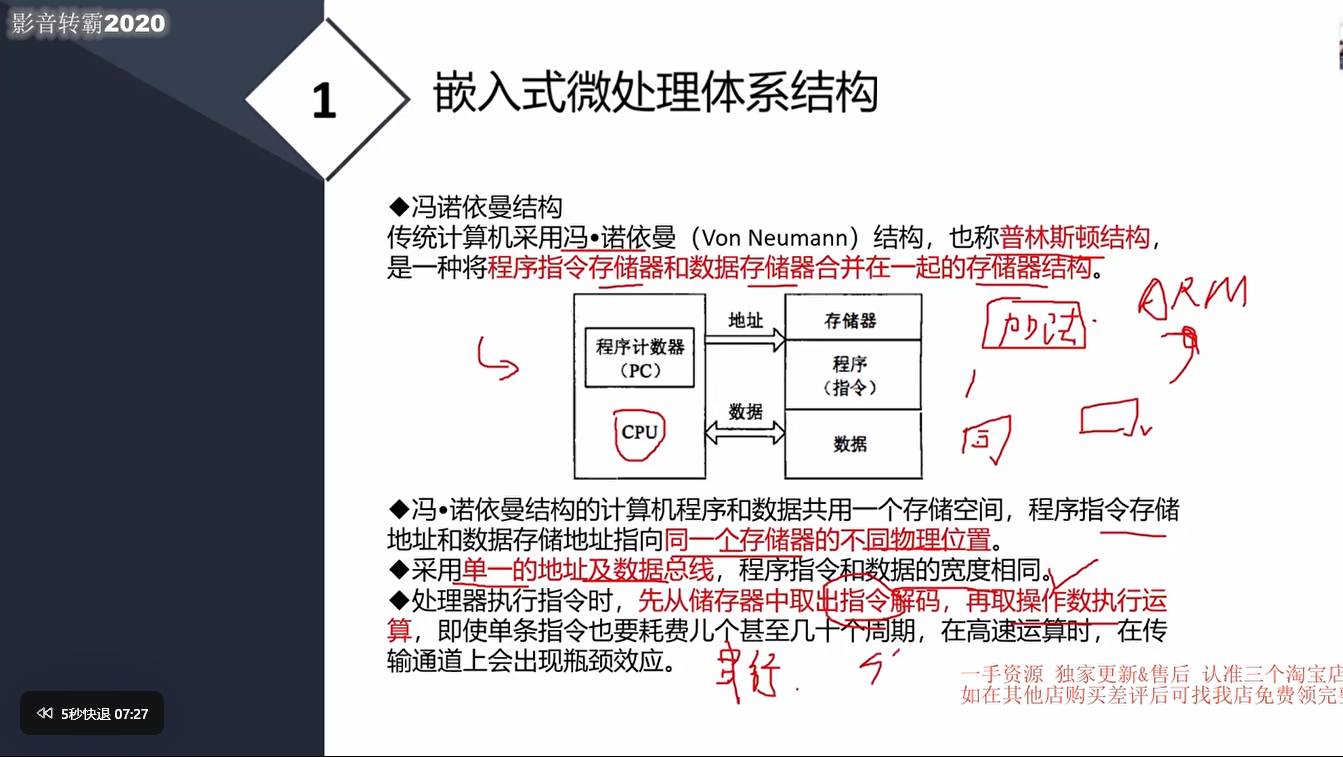 影音转霸2020
1
嵌入式微处理体系结构
◆冯诺依曼结构
传统计算机采用冯•诺依曼（Von Neumann）结构，也称普林斯顿结构，
是一种将程序指令存储器和数据存储器合并在一起的存储器结构。
程序计数器
（PC）
CPU
地址
数据
存储器
程序
（指令）
数据
加法
ARM
◆冯•诺依曼结构的计算机程序和数据共用一个存储空间，程序指令存储
地址和数据存储地址指向同一个存储器的不同物理位置。
◆采用单一的地址及数据总线，程序指令和数据的宽度相同。
◆处理器执行指令时，先从储存器中取出指令解码，再取操作数执行运
算，即使单条指令也要耗费几个甚至几十个周期，在高速运算时，在传
输通道上会出现瓶颈效应。
串行
一手资源 独家更新&售后 认准三个淘宝店
如在其他店购买差评后可找我店免费领完
5秒快退 07:27